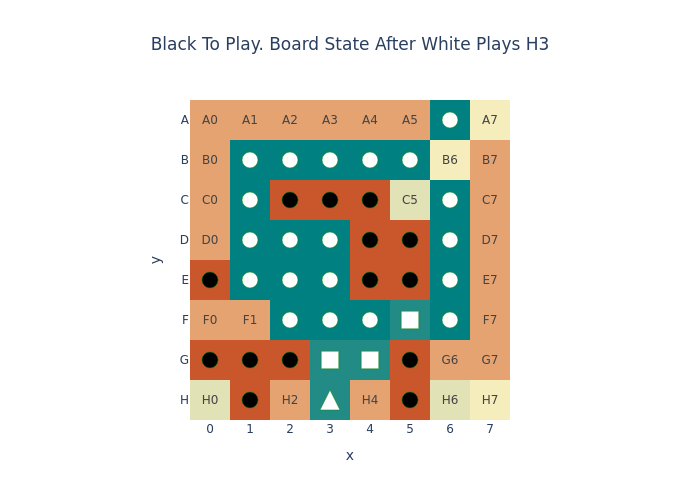 Black To Play. Board State After White Plays H3
A A0 A1 A2 A3 A4 A5 A7
B B0 B6 B7
C C0 C5 C7
D D0 D7
E E7
F F0 F1 F7
G G6 G7
H H0 H2 H4 H6 H7
0 1 2 3 4 5 6 7
x
y